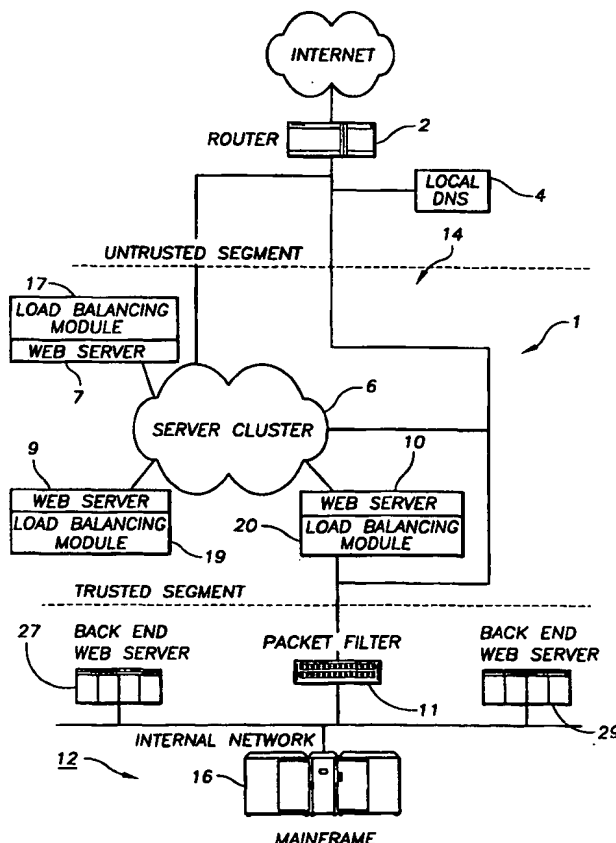 INTERNET
ROUTER
2
LOCAL
DNS
4
UNTRUSTED SEGMENT
14
17
LOAD BALANCING
MODULE
WEB SERVER
7
1
6
SERVER CLUSTER
9
WEB SERVER
LOAD BALANCING
MODULE
19
10
WEB SERVER
LOAD BALANCING
MODULE
20
TRUSTED SEGMENT
27
BACK END
WEB SERVER
PACKET FILTER
11
BACK END
WEB SERVER
29
INTERNAL NETWORK
12
16
MAINFRAME